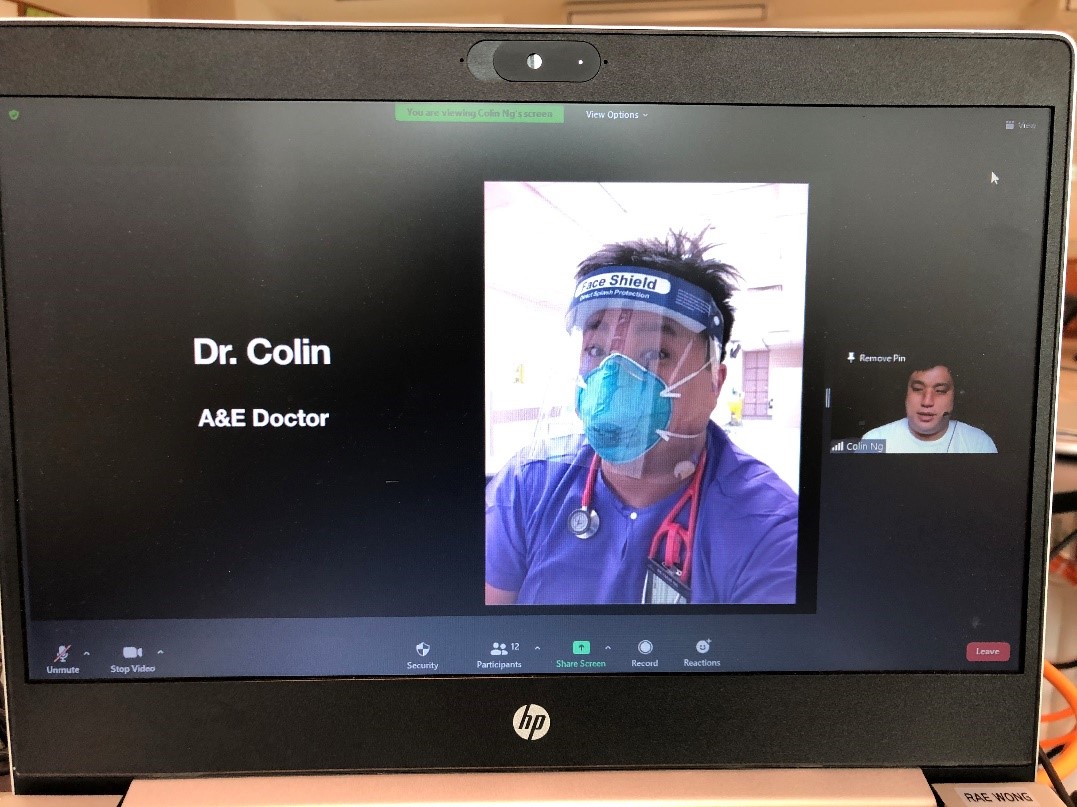 You are viewing Colin Ng's screen
View Options
View
Face Shield
Direct Splash Protection
Dr. Colin
A&E Doctor
Remove Pin
Colin Ng
Unmute
Stop Video
Security
Participants
12
Share Screen
Record
Reactions
Leave
hp
RAE WONG